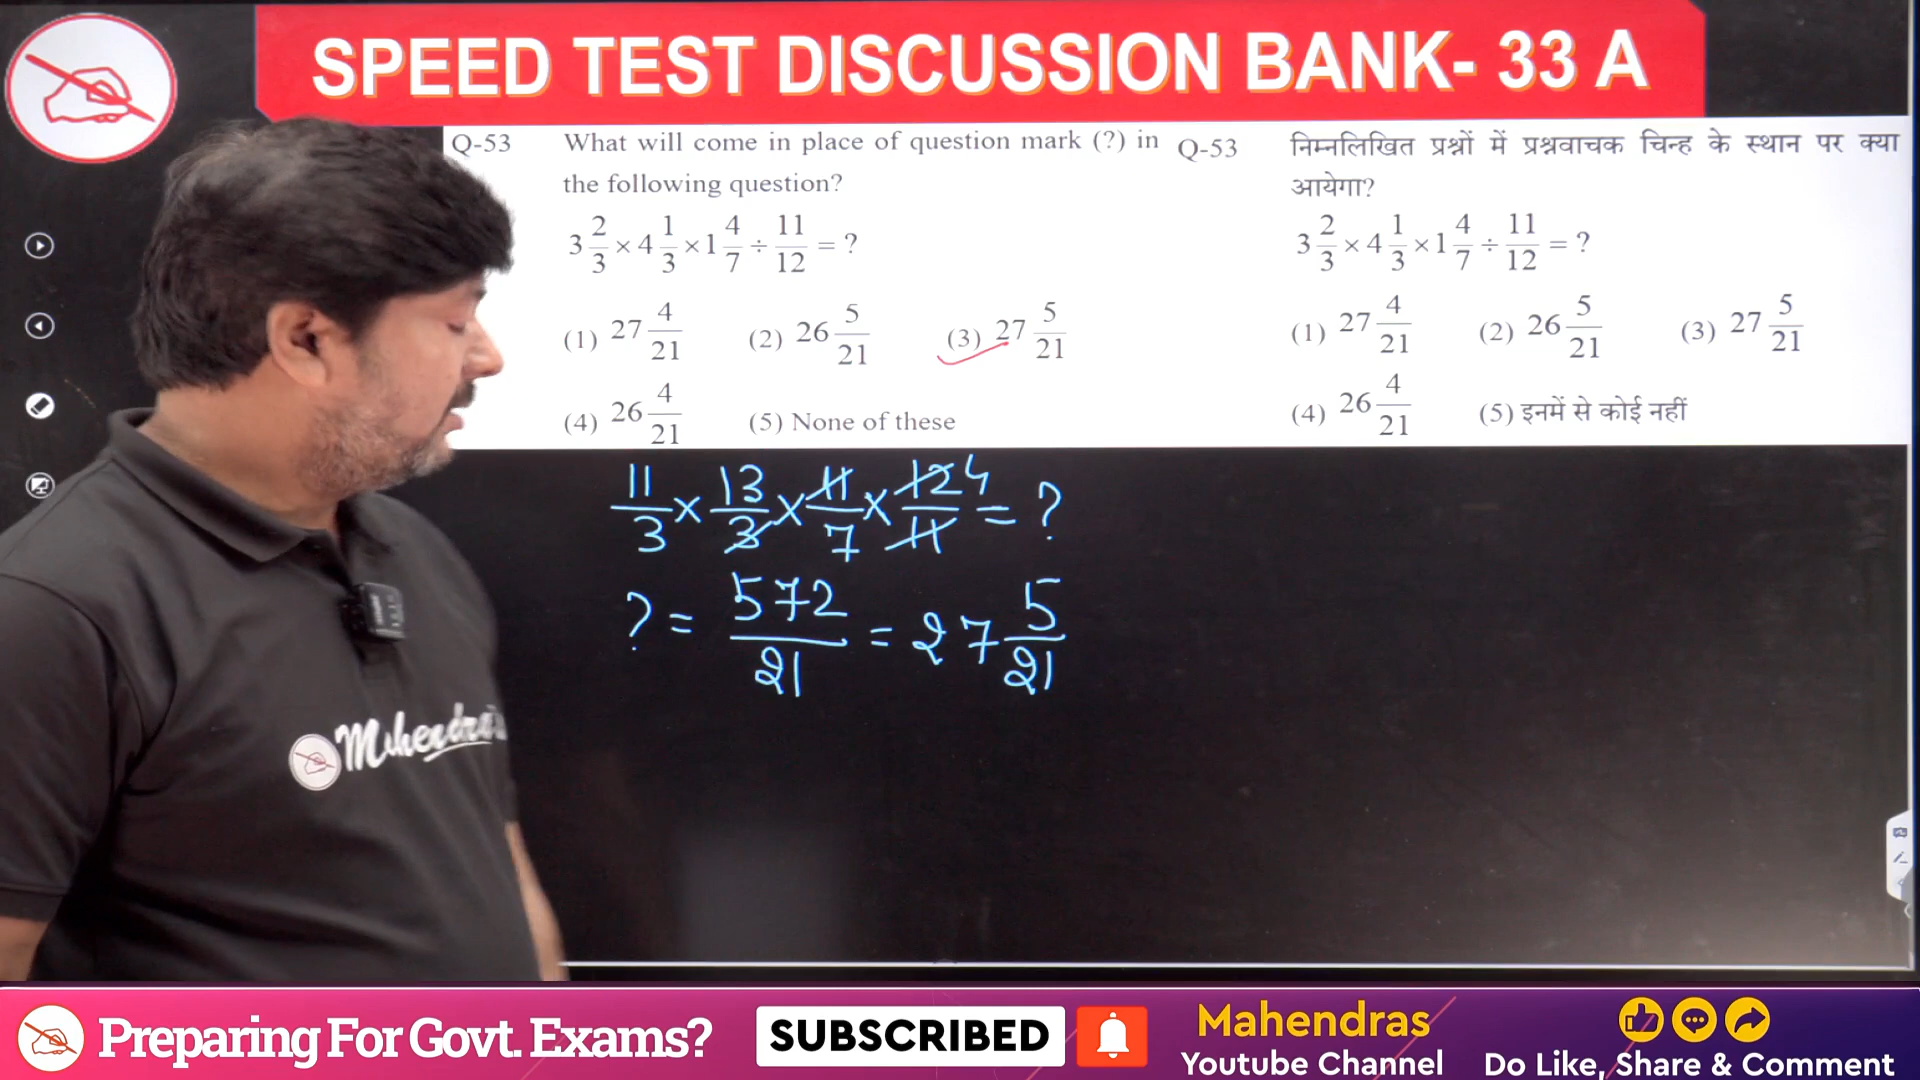 SPEED TEST DISCUSSION BANK- 33 A
Q-53 What will come in place of question mark (?) in
the following question?
3 2/3 × 4 1/3 × 1 4/7 ÷ 11/12 = ?
(1) 27 4/21 (2) 26 5/21 (3) 27 5/21
(4) 26 4/21 (5) None of these
Q-53 निम्नलिखित प्रश्नों में प्रश्नवाचक चिन्ह के स्थान पर क्या
आयेगा?
3 2/3 × 4 1/3 × 1 4/7 ÷ 11/12 = ?
(1) 27 4/21 (2) 26 5/21 (3) 27 5/21
(4) 26 4/21 (5) इनमें से कोई नहीं
11/3 × 13/3 × 11/7 × 12 4/11 = ?
? = 572/21 = 27 5/21
Mahendra's
Preparing For Govt. Exams?
SUBSCRIBED
Mahendras
Youtube Channel
Do Like, Share & Comment